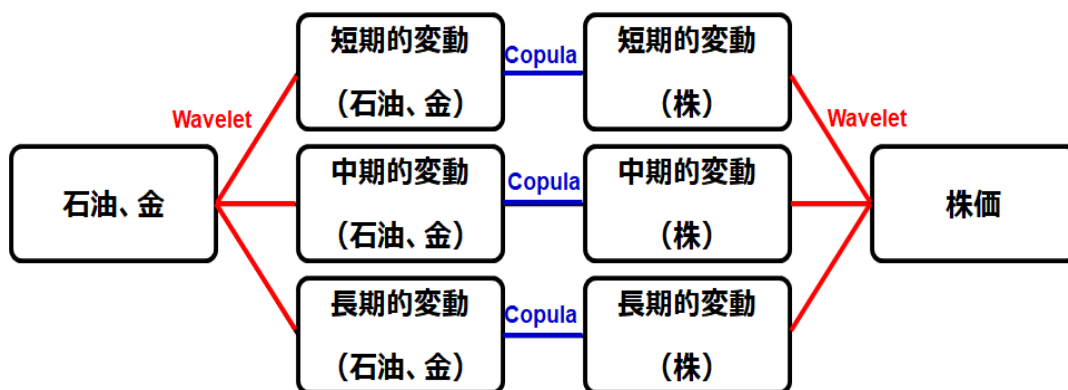 短期的変動
（石油、金）
Copula
短期的変動
（株）
Wavelet
Wavelet
石油、金
中期的変動
（石油、金）
Copula
中期的変動
（株）
株価
長期的変動
（石油、金）
Copula
長期的変動
（株）